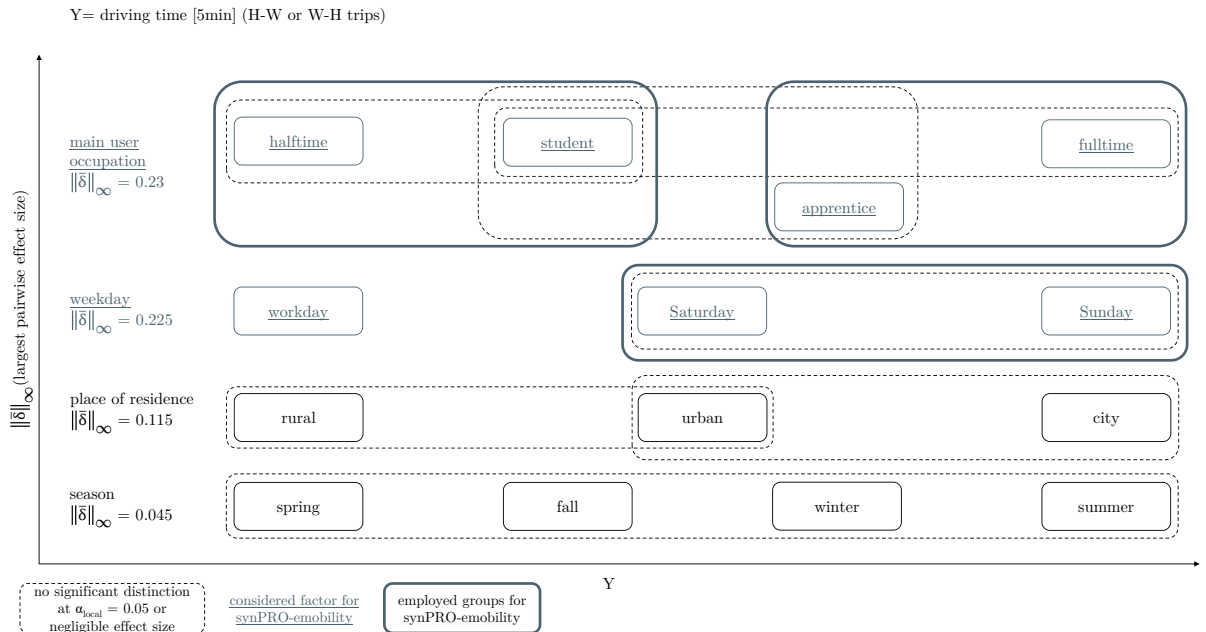 Y= driving time [5min] (H-W or W-H trips)
‖δ̄‖∞(largest pairwise effect size)
main user
occupation
‖δ̄‖∞ = 0.23
halftime
student
apprentice
fulltime
weekday
‖δ̄‖∞ = 0.225
workday
Saturday
Sunday
place of residence
‖δ̄‖∞ = 0.115
rural
urban
city
season
‖δ̄‖∞ = 0.045
spring
fall
winter
summer
Y
no significant distinction
at αlocal = 0.05 or
negligible effect size
considered factor for
synPRO-emobility
employed groups for
synPRO-emobility